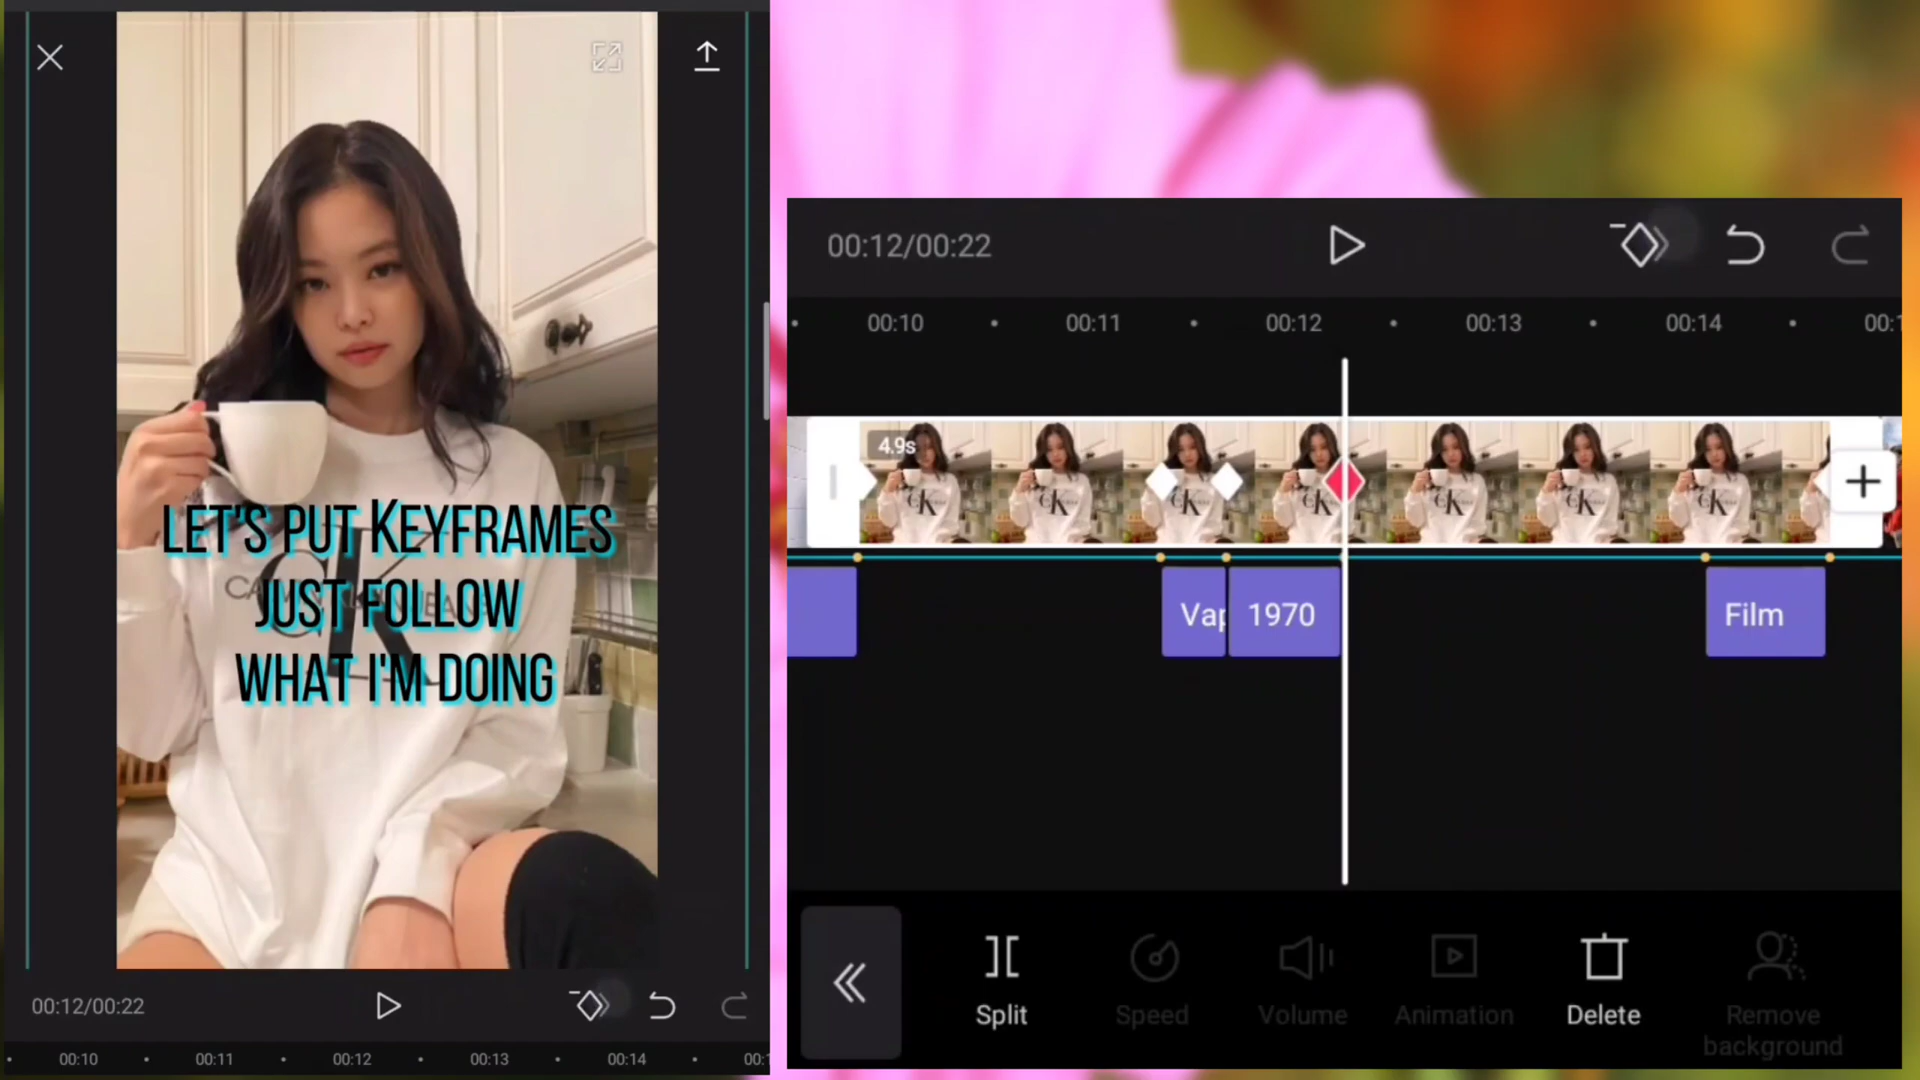 LET'S PUT KEYFRAMES
JUST FOLLOW
WHAT I'M DOING
CK
00:12/00:22
00:10
00:11
00:12
00:13
00:14
00:12/00:22
00:10
00:11
00:12
00:13
00:14
4.9s
1970
Film
Split
Speed
Volume
Animation
Delete
Remove
background